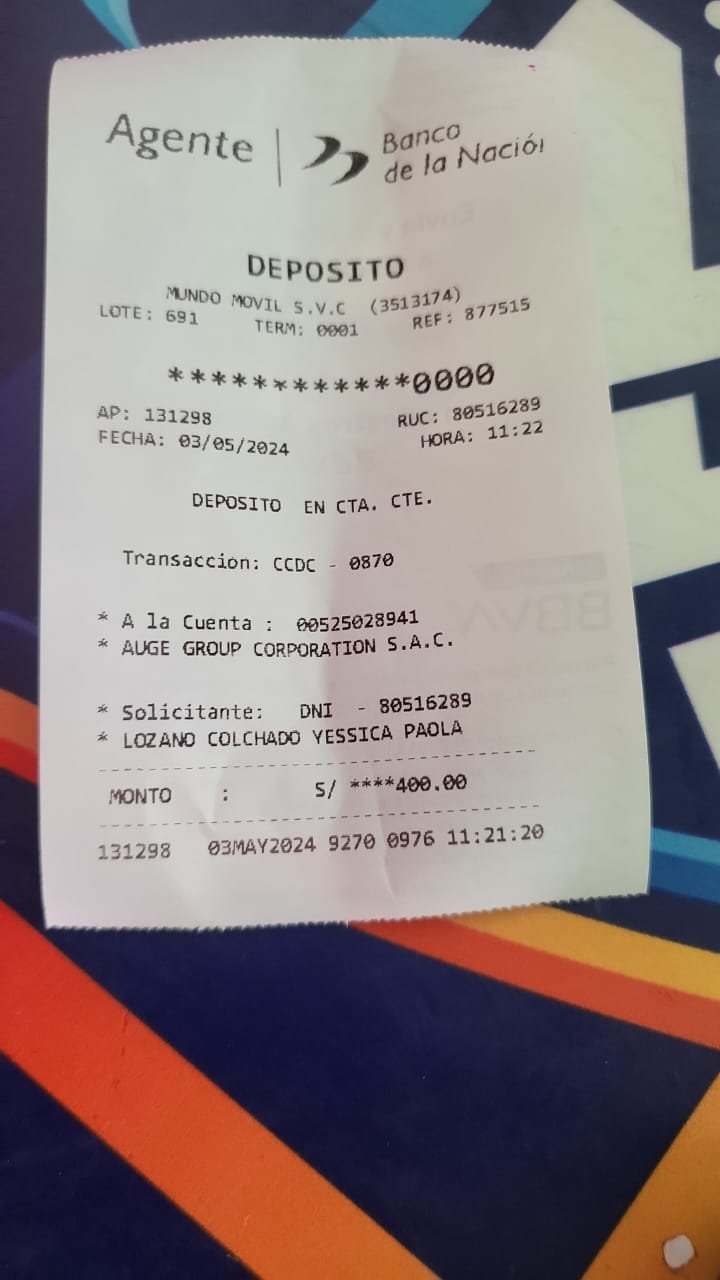 Agente
Banco
de la Nación
DEPOSITO
MUNDO MOVIL S.V.C (3513174)
LOTE: 691 TERM: 0001 REF: 877515
************0000
AP: 131298 RUC: 80516289
FECHA: 03/05/2024 HORA: 11:22
DEPOSITO EN CTA. CTE.
Transaccion: CCDC - 0870
* A la Cuenta : 00525028941
* AUGE GROUP CORPORATION S.A.C.
* Solicitante: DNI - 80516289
* LOZANO COLCHADO YESSICA PAOLA
MONTO : S/ ****400.00
131298 03MAY2024 9270 0976 11:21:20